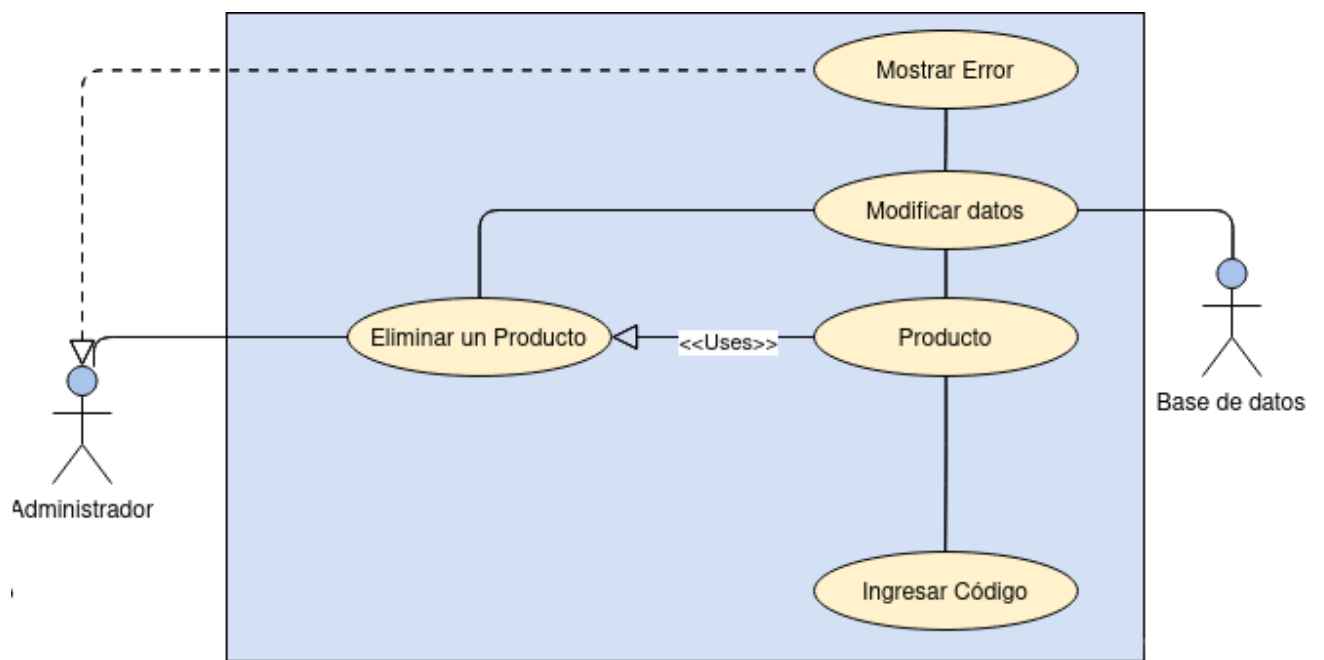 Mostrar Error
Modificar datos
Eliminar un Producto
<<Uses>>
Producto
Base de datos
Administrador
Ingresar Código